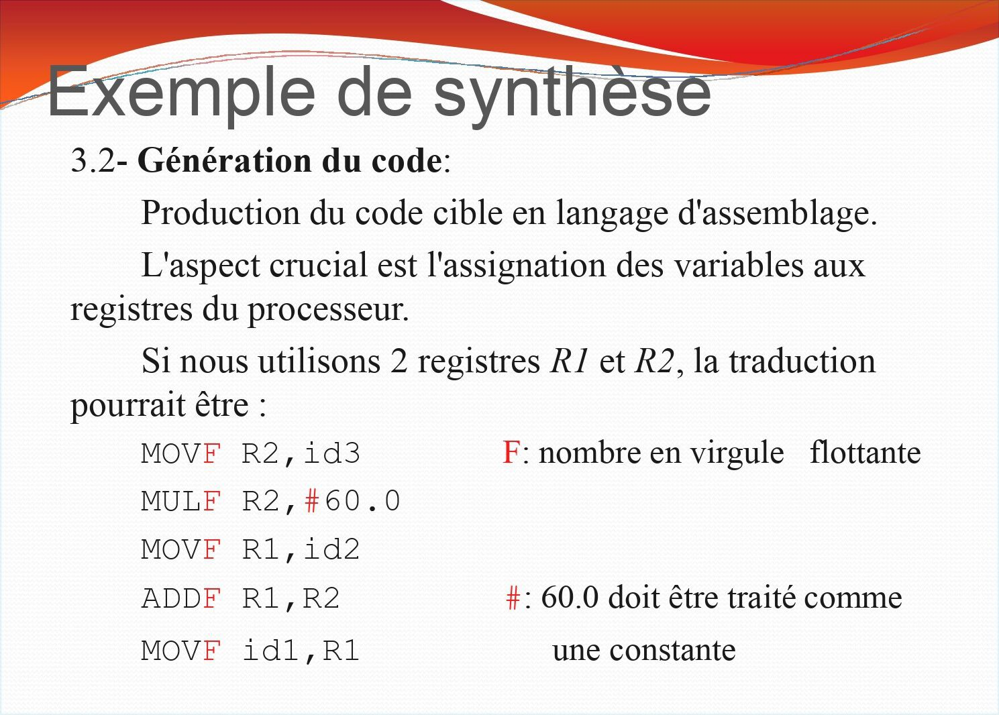 Exemple de synthèse
3.2- Génération du code:
Production du code cible en langage d'assemblage.
L'aspect crucial est l'assignation des variables aux
registres du processeur.
Si nous utilisons 2 registres R1 et R2, la traduction
pourrait être :
MOVF R2,id3 F: nombre en virgule flottante
MULF R2,#60.0
MOVF R1,id2
ADDF R1,R2 #: 60.0 doit être traité comme
MOVF id1,R1 une constante